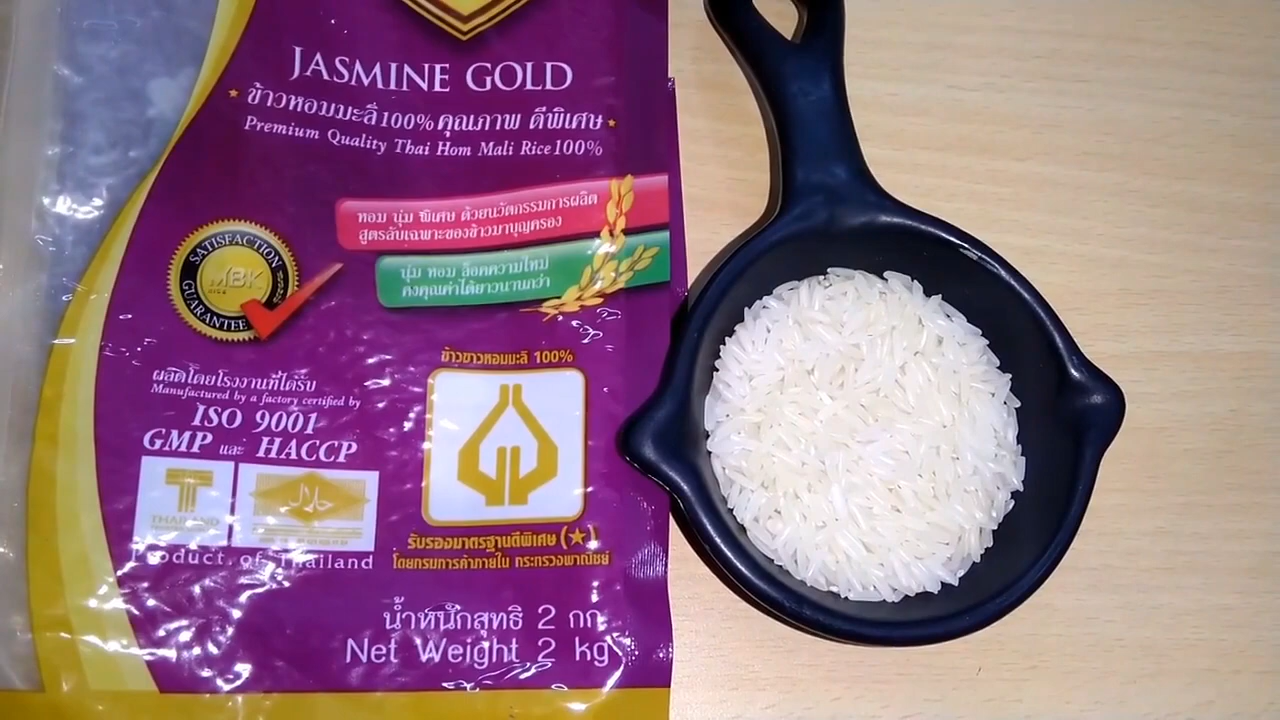 JASMINE GOLD
ข้าวหอมมะลิ 100% คุณภาพ ดีพิเศษ
Premium Quality Thai Hom Mali Rice 100%
หอม นุ่ม พิเศษ ด้วยนวัตกรรมการผลิต
สูตรลับเฉพาะของข้าวมาบุญครอง
นุ่ม หอม ล็อคความใหม่
คงคุณค่าได้ยาวนานกว่า
SATISFACTION
MBK
RICE
GUARANTEE
ข้าวขาวหอมมะลิ 100%
ผลิตโดยโรงงานที่ได้รับ
Manufactured by a factory certified by
ISO 9001
GMP และ HACCP
THAILAND
حلال
Product of Thailand
รับรองมาตรฐานดีพิเศษ (★)
โดยกรมการค้าภายใน กระทรวงพาณิชย์
น้ำหนักสุทธิ 2 กก.
Net Weight 2 kg